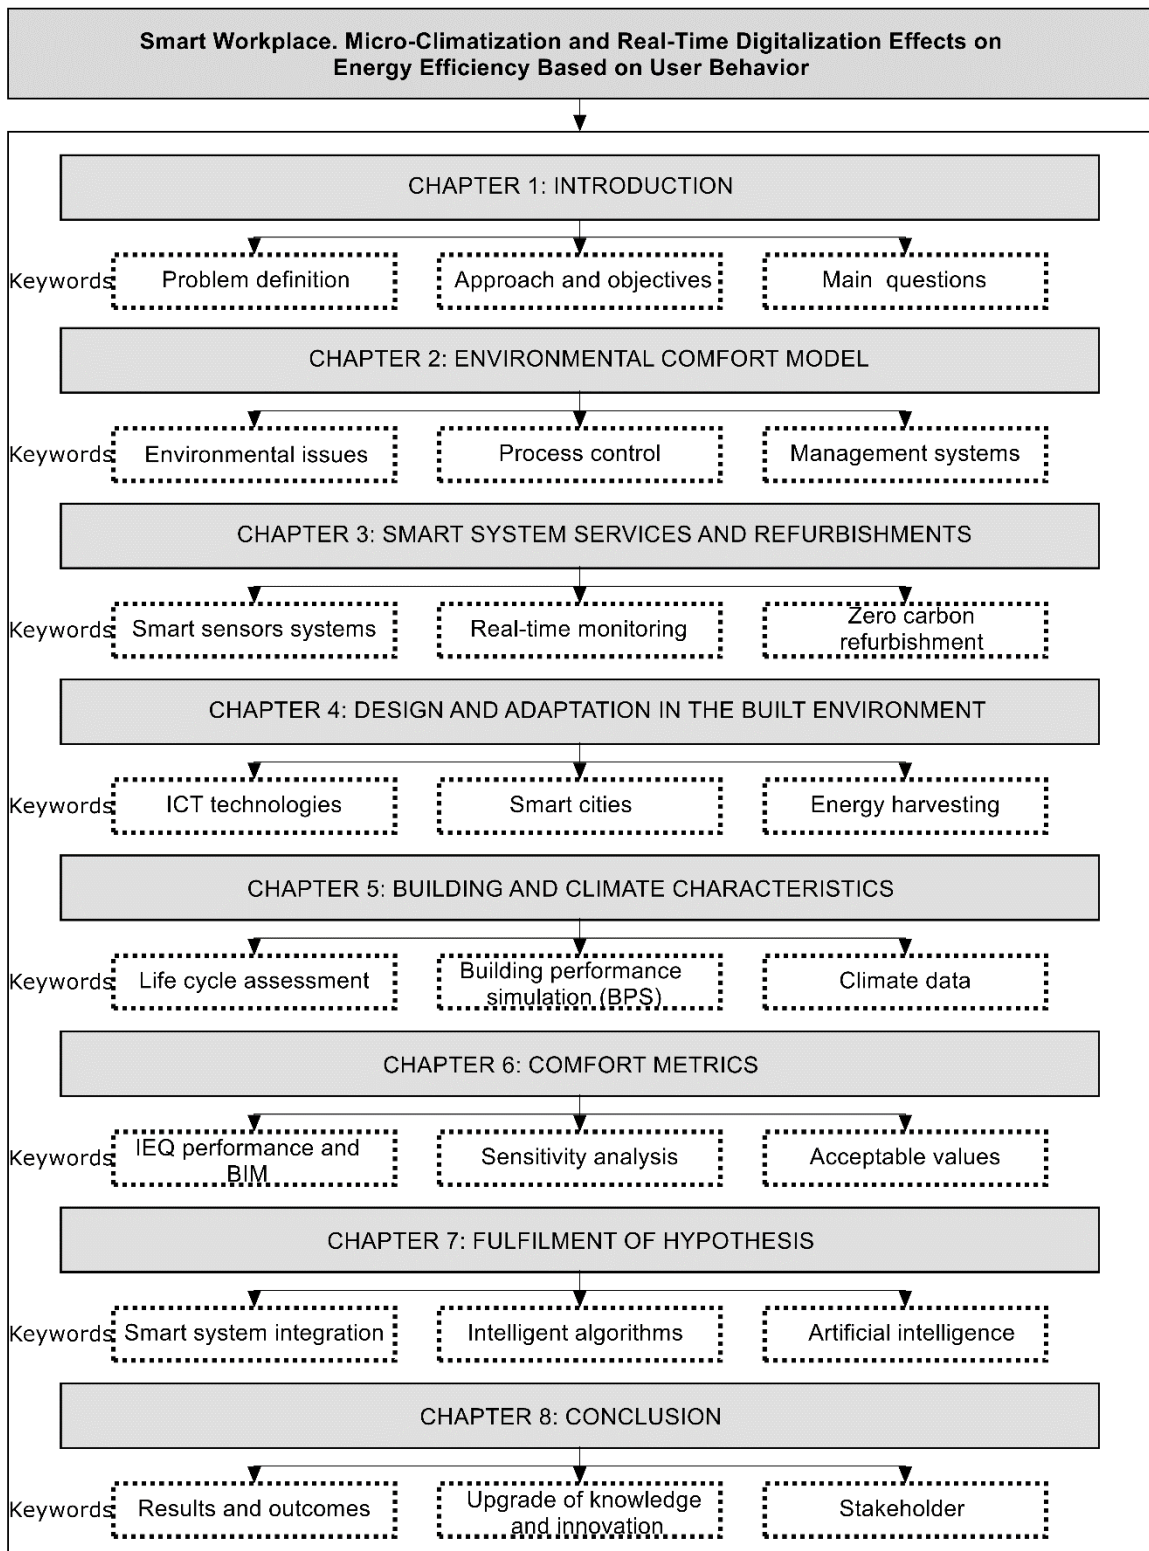 Smart Workplace. Micro-Climatization and Real-Time Digitalization Effects on
Energy Efficiency Based on User Behavior
CHAPTER 1: INTRODUCTION
Keywords
Problem definition
Approach and objectives
Main questions
CHAPTER 2: ENVIRONMENTAL COMFORT MODEL
Keywords
Environmental issues
Process control
Management systems
CHAPTER 3: SMART SYSTEM SERVICES AND REFURBISHMENTS
Keywords
Smart sensors systems
Real-time monitoring
Zero carbon
refurbishment
CHAPTER 4: DESIGN AND ADAPTATION IN THE BUILT ENVIRONMENT
Keywords
ICT technologies
Smart cities
Energy harvesting
CHAPTER 5: BUILDING AND CLIMATE CHARACTERISTICS
Keywords
Life cycle assessment
Building performance
simulation (BPS)
Climate data
CHAPTER 6: COMFORT METRICS
Keywords
IEQ performance and
BIM
Sensitivity analysis
Acceptable values
CHAPTER 7: FULFILMENT OF HYPOTHESIS
Keywords
Smart system integration
Intelligent algorithms
Artificial intelligence
CHAPTER 8: CONCLUSION
Keywords
Results and outcomes
Upgrade of knowledge
and innovation
Stakeholder